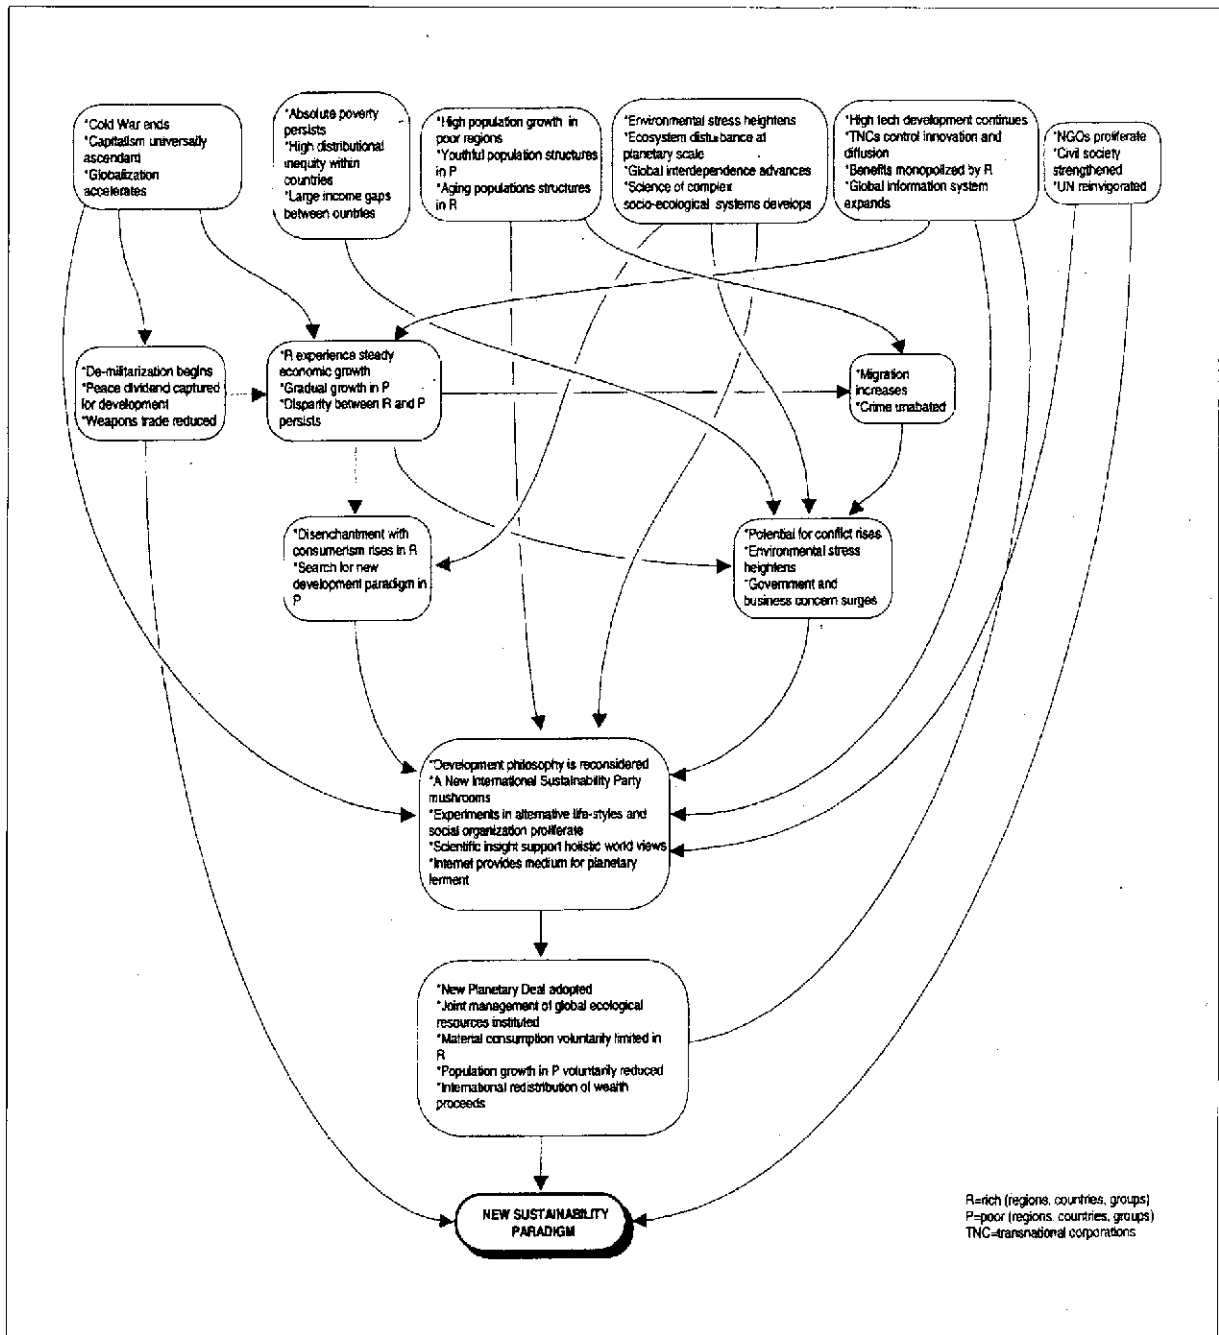 *Cold War ends
*Capitalism universally
ascendant
*Globalization
accelerates
*Absolute poverty
persists
*High distributional
inequity within
countries
*Large income gaps
between ountries
*High population growth in
poor regions
*Youthful population structures
in P
*Aging populations structures
in R
*Environmental stress heightens
*Ecosystem disturbance at
planetary scale
*Global interdependence advances
*Science of complex
socio-ecological systems develops
*High tech development continues
*TNCs control innovation and
diffusion
*Benefits monopolized by R
*Global information system
expands
*NGOs proliferate
*Civil society
strengthened
*UN reinvigorated
*De-militarization begins
*Peace dividend captured
for development
*Weapons trade reduced
*R experience steady
economic growth
*Gradual growth in P
*Disparity between R and P
persists
*Migration
increases
*Crime unabated
*Disenchantment with
consumerism rises in R
*Search for new
development paradigm in
P
*Potential for conflict rises
*Environmental stress
heightens
*Government and
business concern surges
*Development philosophy is reconsidered
*A New International Sustainability Party
mushrooms
*Experiments in alternative life-styles and
social organization proliferate
*Scientific insight support holistic world views
*Internet provides medium for planetary
ferment
*New Planetary Deal adopted
*Joint management of global ecological
resources instituted
*Material consumption voluntarily limited in
R
*Population growth in P voluntarily reduced
*International redistribution of wealth
proceeds
NEW SUSTAINABILITY
PARADIGM
R=rich (regions, countries, groups)
P=poor (regions, countries, groups)
TNC=transnational corporations